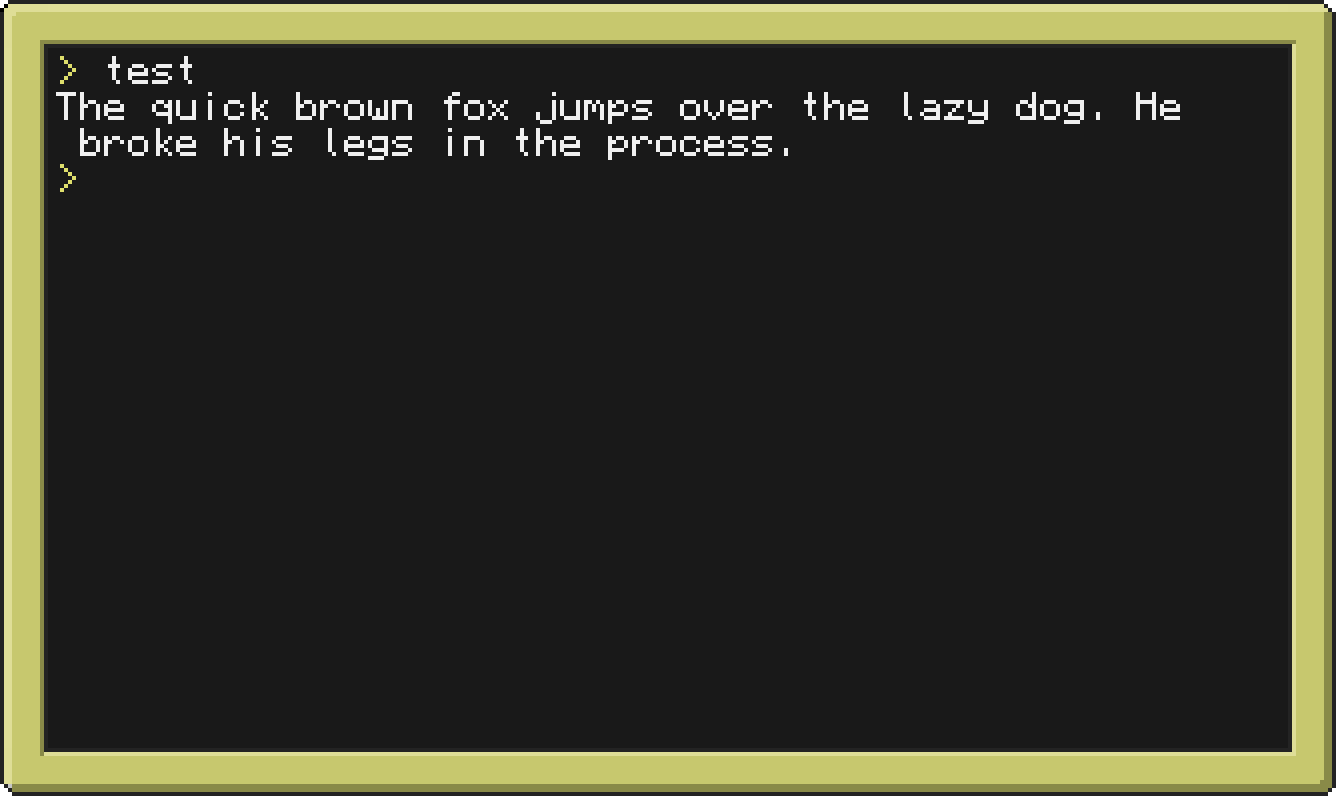 > test
The quick brown fox jumps over the lazy dog. He
 broke his legs in the process.
>